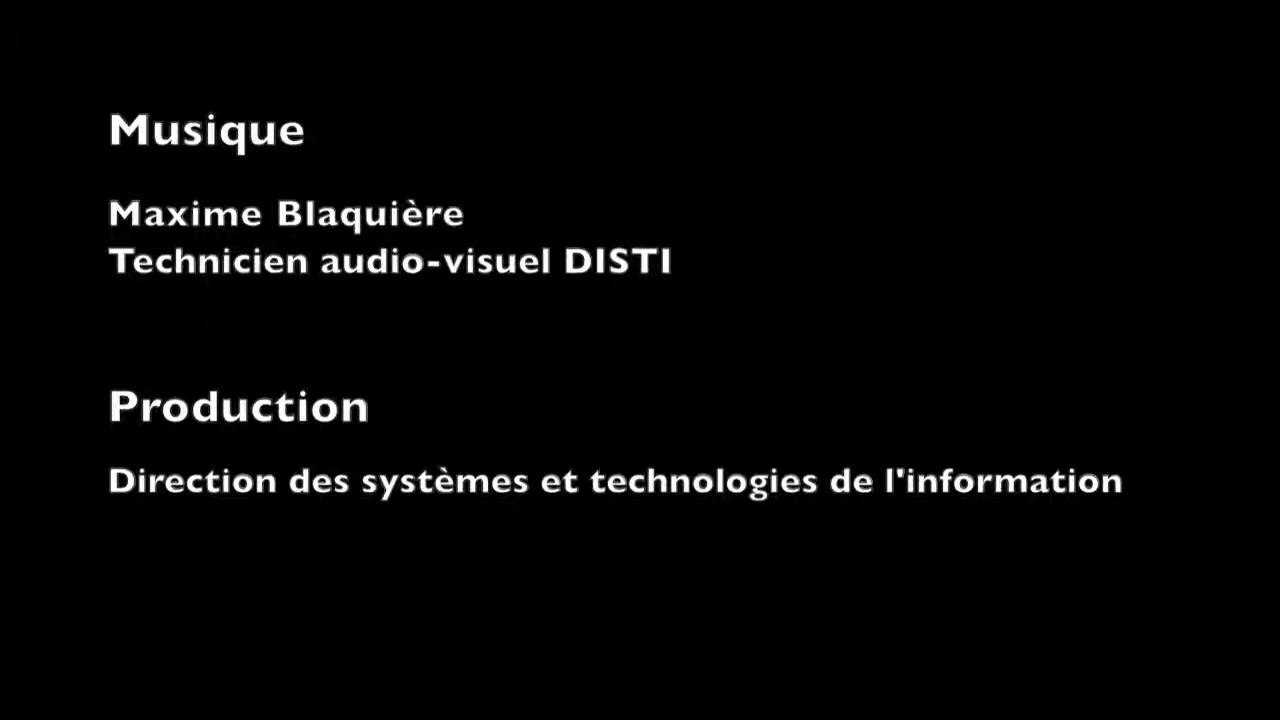 Musique
Maxime Blaquière
Technicien audio-visuel DISTI
Production
Direction des systèmes et technologies de l'information